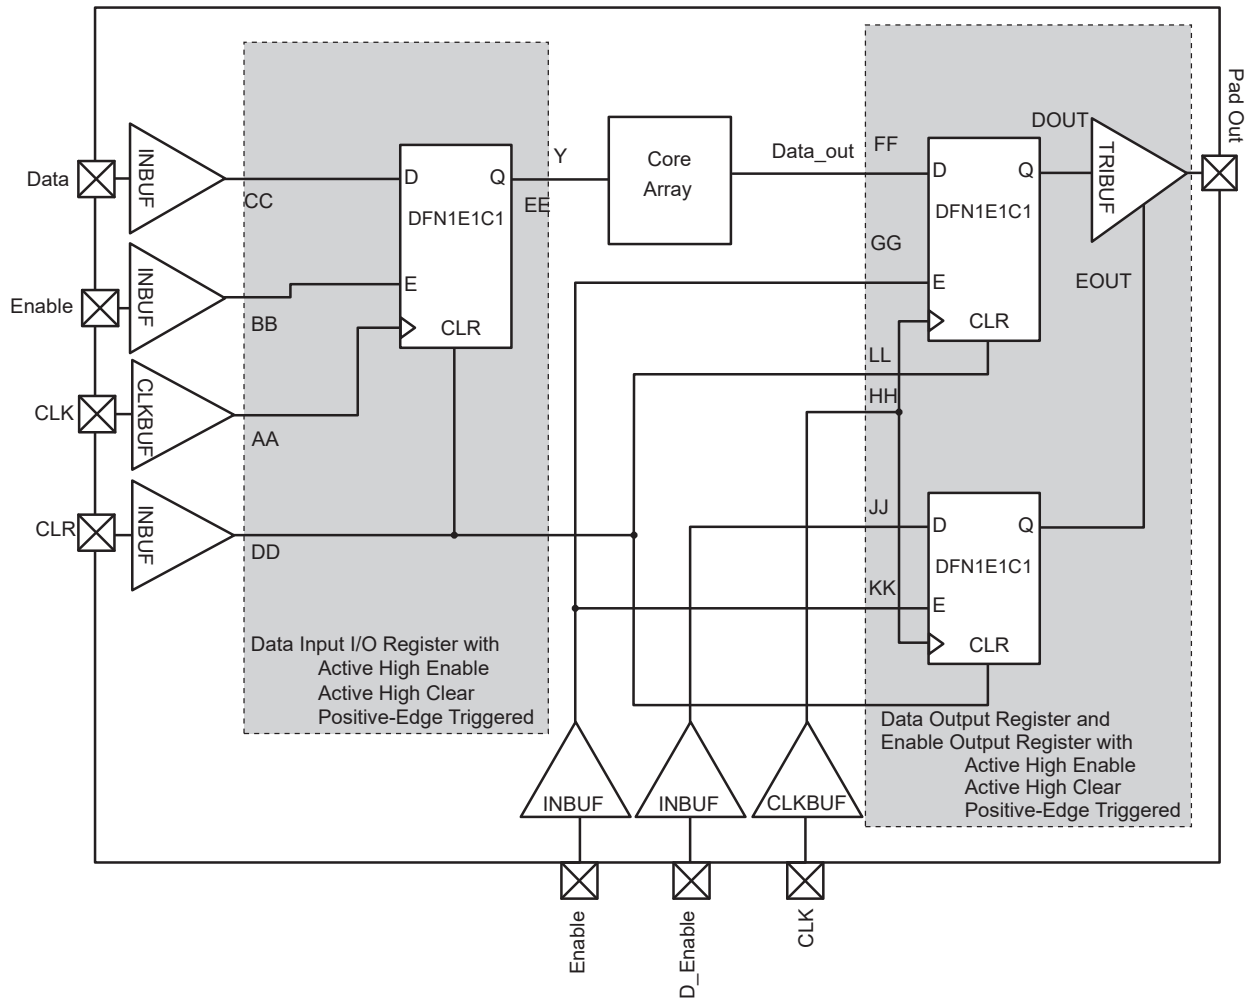 Pad Out
DOUT
FF
Data_out
Y
Core
Array
INBUF
TRIBUF
Data
CC
D
Q
EE
DFN1E1C1
D
Q
DFN1E1C1
GG
EOUT
Enable
INBUF
BB
E
CLR
E
CLR
LL
HH
CLK
CLKBUF
AA
CLR
INBUF
DD
JJ
D
Q
DFN1E1C1
KK
E
CLR
Data Input I/O Register with
Active High Enable
Active High Clear
Positive-Edge Triggered
Data Output Register and
Enable Output Register with
Active High Enable
Active High Clear
Positive-Edge Triggered
INBUF
INBUF
CLKBUF
Enable
D_Enable
CLK